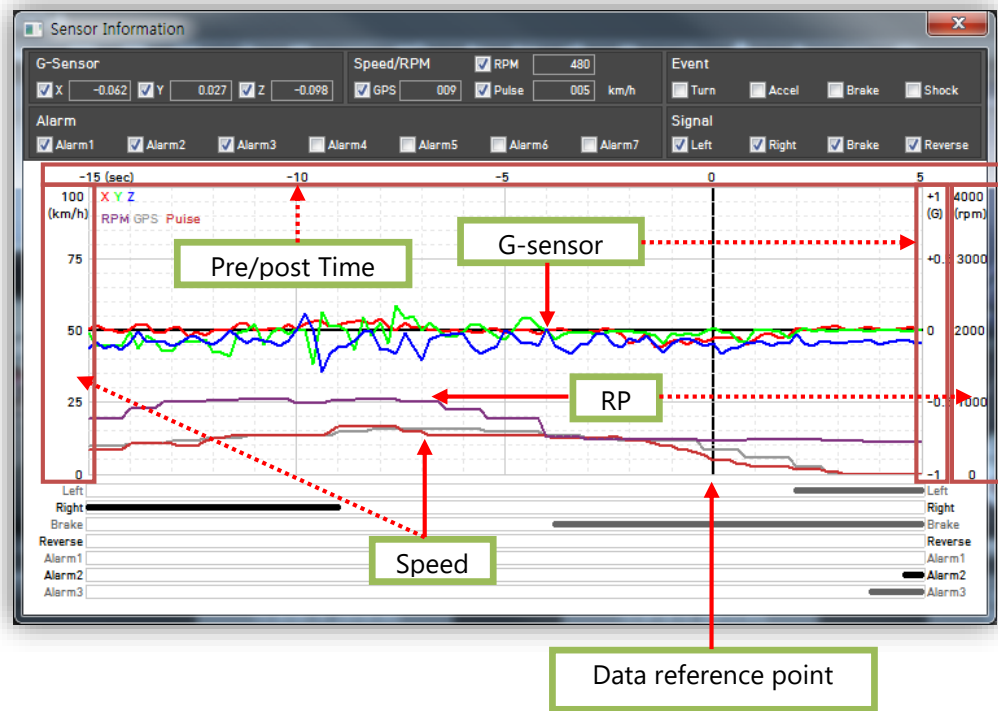 Sensor Information
G-Sensor Speed/RPM RPM 480 Event
X -0.062 Y 0.027 Z -0.098 GPS 009 Pulse 005 km/h Turn Accel Brake Shock
Alarm Signal
Alarm1 Alarm2 Alarm3 Alarm4 Alarm5 Alarm6 Alarm7 Left Right Brake Reverse
-15 (sec) -10 -5 0 5
100 X Y Z +1 4000
(km/h) RPM GPS Pulse (G) (rpm)
G-sensor
Pre/post Time
75 +0. 3000
50 0 2000
RP
25 -0. 000
0 -1 0
Left Left
Right Right
Brake Brake
Reverse Reverse
Alarm1 Alarm1
Speed
Alarm2 Alarm2
Alarm3 Alarm3
Data reference point